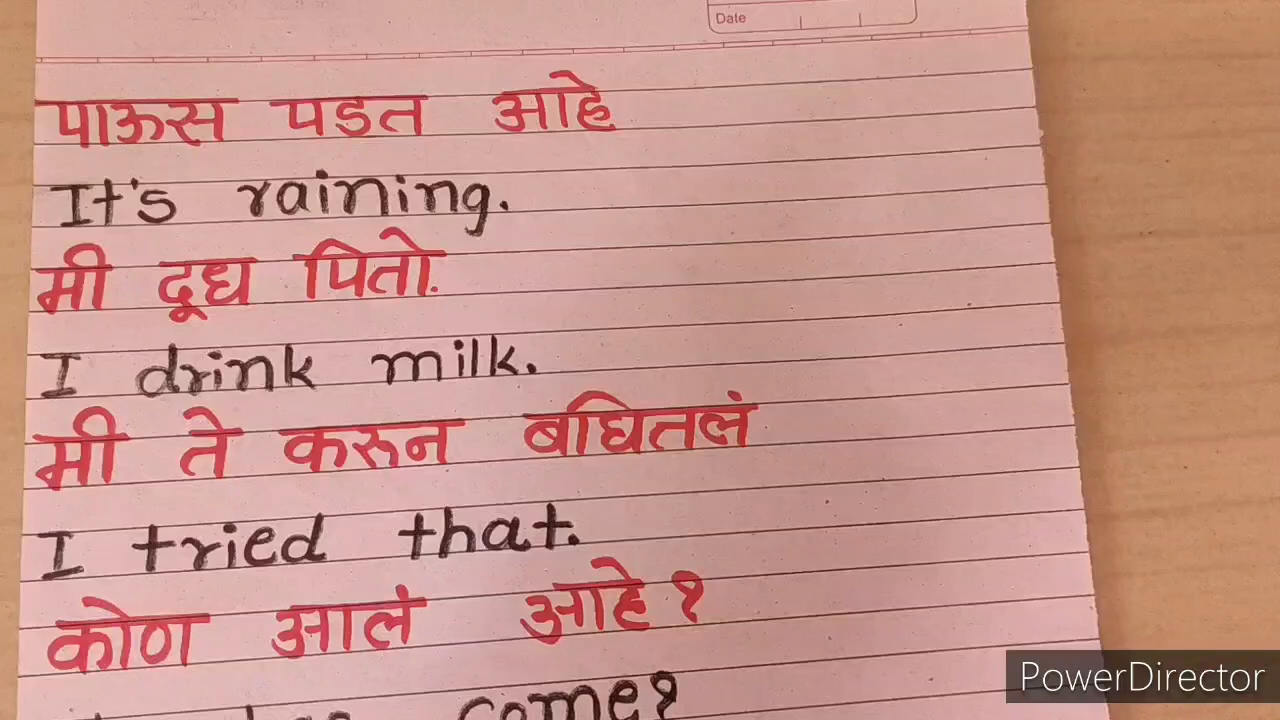 Date
पाऊस पडत आहे
It's raining.
मी दूध पितो.
I drink milk.
मी ते करून बघितलं
I tried that.
कोण आलं आहे?
come?
PowerDirector